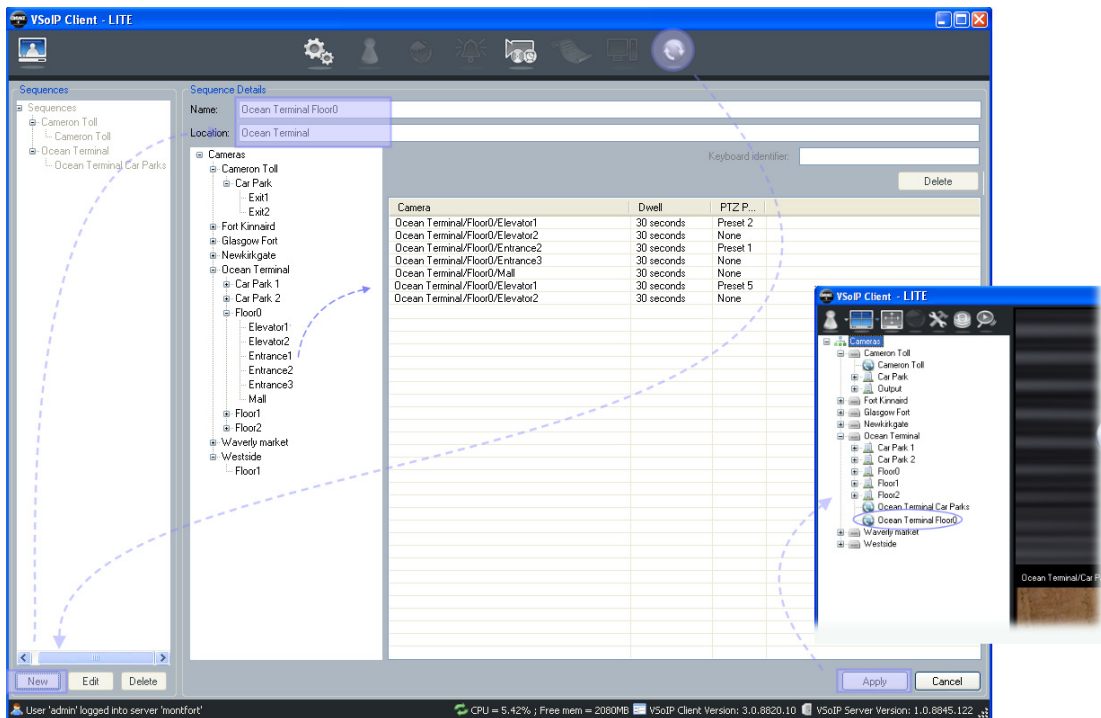 VSoIP Client - LITE
Sequences
Sequences
Cameron Toll
Cameron Toll
Ocean Terminal
Ocean Terminal Car Parks
New
Edit
Delete
Sequence Details
Name:
Ocean Terminal Floor0
Location:
Ocean Terminal
Cameras
Cameron Toll
Car Park
Exit1
Exit2
Fort Kinnaird
Glasgow Fort
Newkirkgate
Ocean Terminal
Car Park 1
Car Park 2
Floor0
Elevator1
Elevator2
Entrance1
Entrance2
Entrance3
Mall
Floor1
Floor2
Waverly market
Westside
Floor1
Keyboard identifier:
Delete
Camera Dwell PTZ P...
Ocean Terminal/Floor0/Elevator1 30 seconds Preset 2
Ocean Terminal/Floor0/Elevator2 30 seconds None
Ocean Terminal/Floor0/Entrance2 30 seconds Preset 1
Ocean Terminal/Floor0/Entrance3 30 seconds None
Ocean Terminal/Floor0/Mall 30 seconds None
Ocean Terminal/Floor0/Elevator1 30 seconds Preset 5
Ocean Terminal/Floor0/Elevator2 30 seconds None
VSoIP Client - LITE
Cameras
Cameron Toll
Cameron Toll
Car Park
Output
Fort Kinnaird
Glasgow Fort
Newkirkgate
Ocean Terminal
Car Park 1
Car Park 2
Floor0
Floor1
Floor2
Ocean Terminal Car Parks
Ocean Terminal Floor0
Waverly market
Westside
Ocean Terminal/Car P
Apply
Cancel
User 'admin' logged into server 'montfort'
CPU = 5.42% ; Free mem = 2080MB
VSoIP Client Version: 3.0.8820.10
VSoIP Server Version: 1.0.8845.122